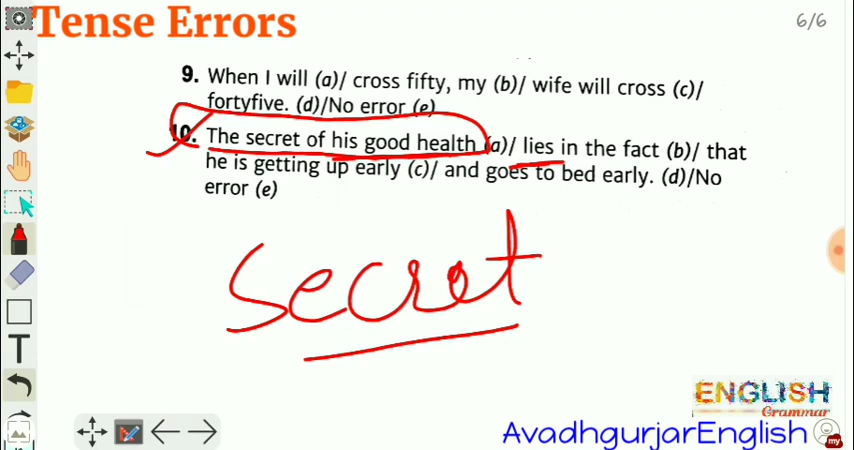 Tense Errors
6/6
9. When I will (a)/ cross fifty, my (b)/ wife will cross (c)/
fortyfive. (d)/No error (e)
10. The secret of his good health (a)/ lies in the fact (b)/ that
he is getting up early (c)/ and goes to bed early. (d)/No
error (e)
secret
T
ENGLISH
Grammar
AvadhgurjarEnglish
my